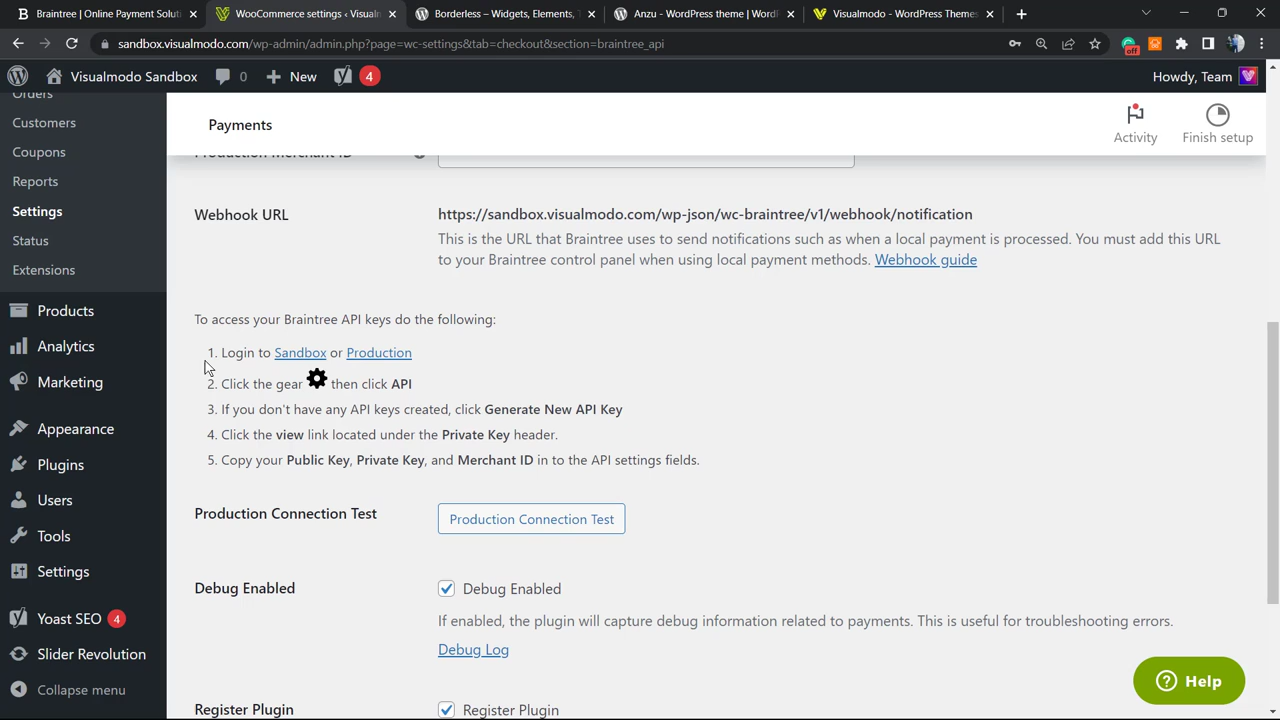 Braintree | Online Payment Soluti
WooCommerce settings ‹ Visualm
Borderless – Widgets, Elements, T
Anzu - WordPress theme | WordP
Visualmodo - WordPress Themes
sandbox.visualmodo.com/wp-admin/admin.php?page=wc-settings&tab=checkout&section=braintree_api
off
Visualmodo Sandbox
0
New
4
Howdy, Team
Orders
Customers
Coupons
Reports
Settings
Status
Extensions
Products
Analytics
Marketing
Appearance
Plugins
Users
Tools
Settings
Yoast SEO 4
Slider Revolution
Collapse menu
Payments
Activity
Finish setup
Production Merchant ID
Webhook URL
https://sandbox.visualmodo.com/wp-json/wc-braintree/v1/webhook/notification
This is the URL that Braintree uses to send notifications such as when a local payment is processed. You must add this URL
to your Braintree control panel when using local payment methods. Webhook guide
To access your Braintree API keys do the following:
1. Login to Sandbox or Production
2. Click the gear then click API
3. If you don't have any API keys created, click Generate New API Key
4. Click the view link located under the Private Key header.
5. Copy your Public Key, Private Key, and Merchant ID in to the API settings fields.
Production Connection Test
Production Connection Test
Debug Enabled
Debug Enabled
If enabled, the plugin will capture debug information related to payments. This is useful for troubleshooting errors.
Debug Log
Register Plugin
Register Plugin
Help